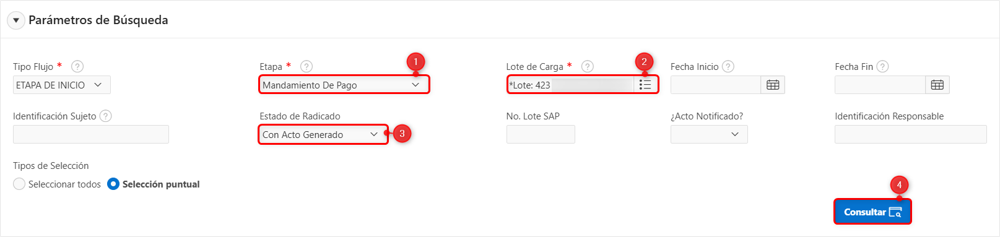 Parámetros de Búsqueda
1 2
Tipo Flujo * ? Etapa * ? Lote de Carga * ? Fecha Inicio ? Fecha Fin ?
ETAPA DE INICIO Mandamiento De Pago *Lote: 423
Identificación Sujeto ? Estado de Radicado No. Lote SAP ¿Acto Notificado? Identificación Responsable
Con Acto Generado 3
Tipos de Selección
Seleccionar todos Selección puntual
4
Consultar